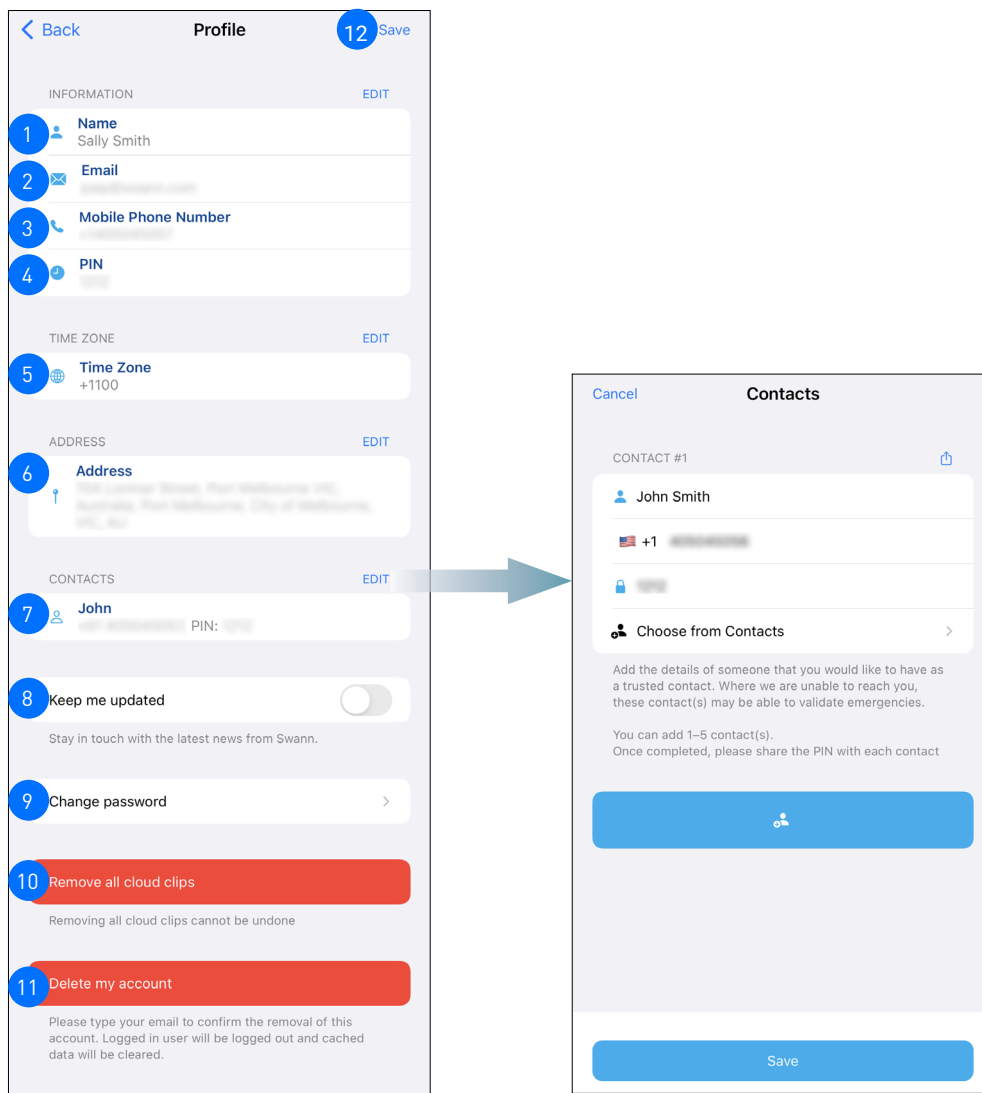 Back
Profile
12
Save
INFORMATION
EDIT
1
Name
Sally Smith
2
Email
3
Mobile Phone Number
4
PIN
TIME ZONE
EDIT
5
Time Zone
+1100
ADDRESS
EDIT
6
Address
CONTACTS
EDIT
7
John
PIN:
8
Keep me updated
Stay in touch with the latest news from Swann.
9
Change password
10
Remove all cloud clips
Removing all cloud clips cannot be undone
11
Delete my account
Please type your email to confirm the removal of this
account. Logged in user will be logged out and cached
data will be cleared.
Cancel
Contacts
CONTACT #1
John Smith
+1
Choose from Contacts
Add the details of someone that you would like to have as
a trusted contact. Where we are unable to reach you,
these contact(s) may be able to validate emergencies.
You can add 1–5 contact(s).
Once completed, please share the PIN with each contact
Save